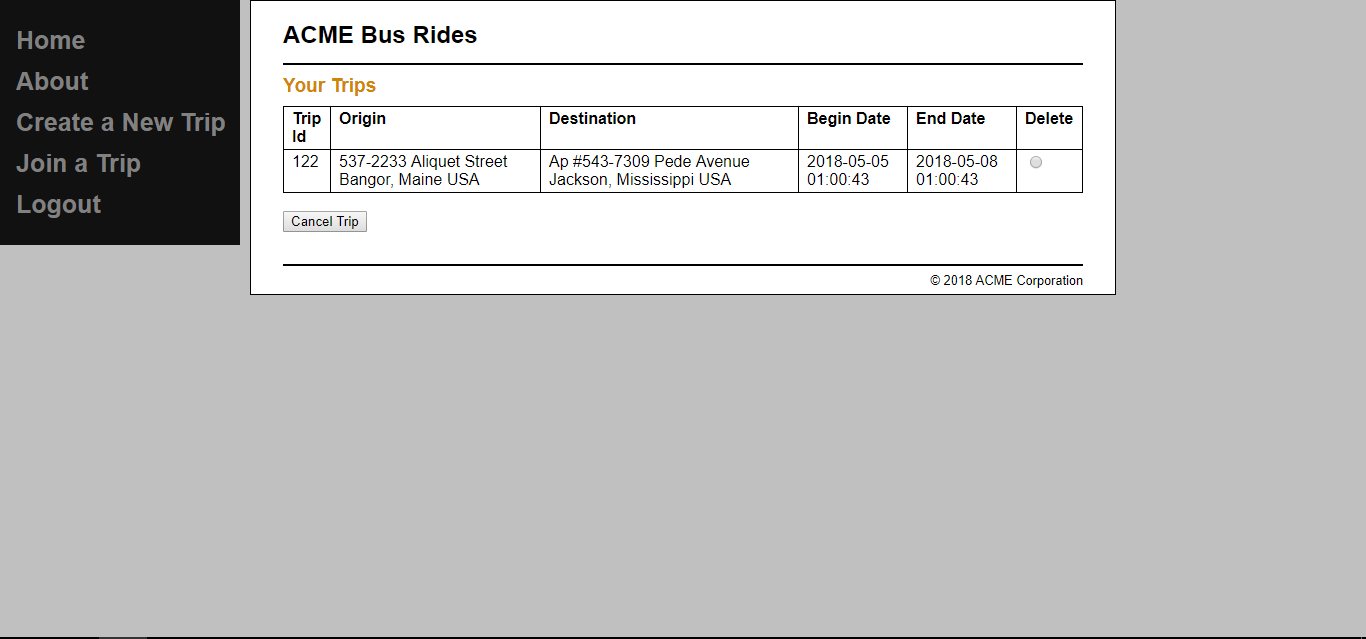 Home
About
Create a New Trip
Join a Trip
Logout
ACME Bus Rides
Your Trips
Trip Id Origin Destination Begin Date End Date Delete
122 537-2233 Aliquet Street Ap #543-7309 Pede Avenue 2018-05-05 2018-05-08
Bangor, Maine USA Jackson, Mississippi USA 01:00:43 01:00:43
Cancel Trip
© 2018 ACME Corporation